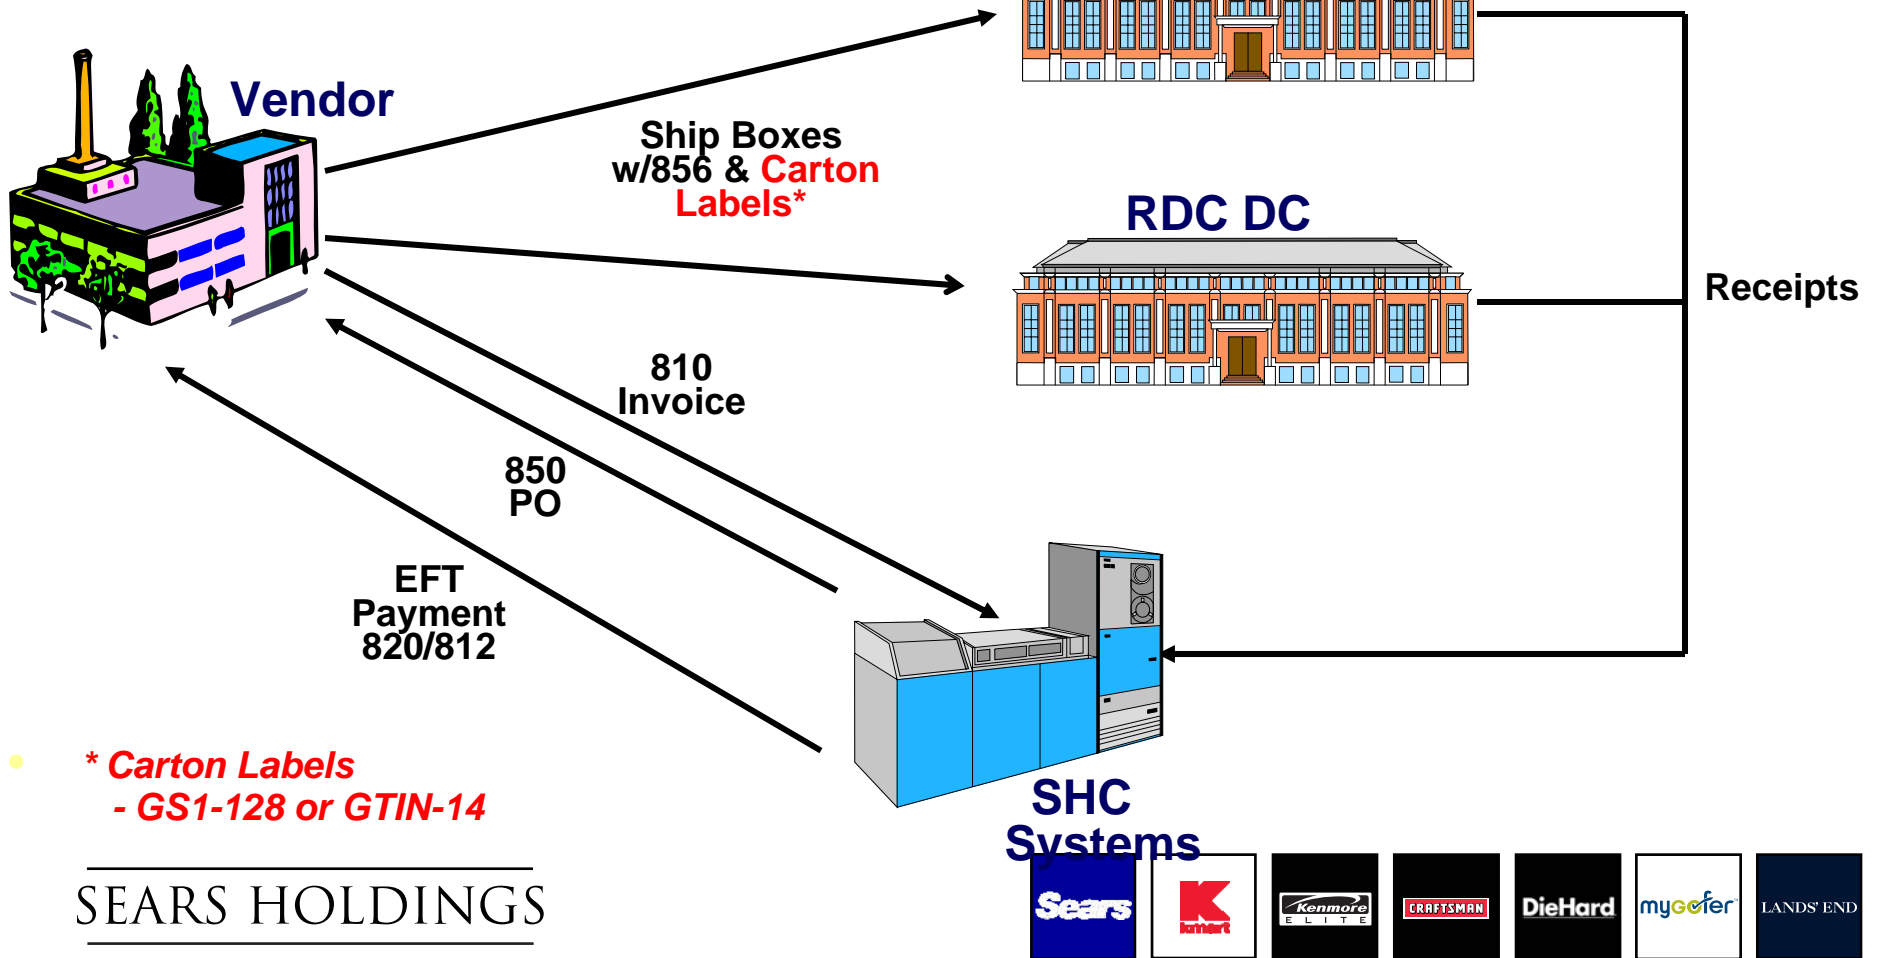 Vendor
Ship Boxes
w/856 & Carton
Labels*
RDC DC
Receipts
810
Invoice
850
PO
EFT
Payment
820/812
* Carton Labels
- GS1-128 or GTIN-14
SHC
Systems
SEARS HOLDINGS
Sears
K
kmart
Kenmore
ELITE
CRAFTSMAN
DieHard
mygofer
LANDS' END